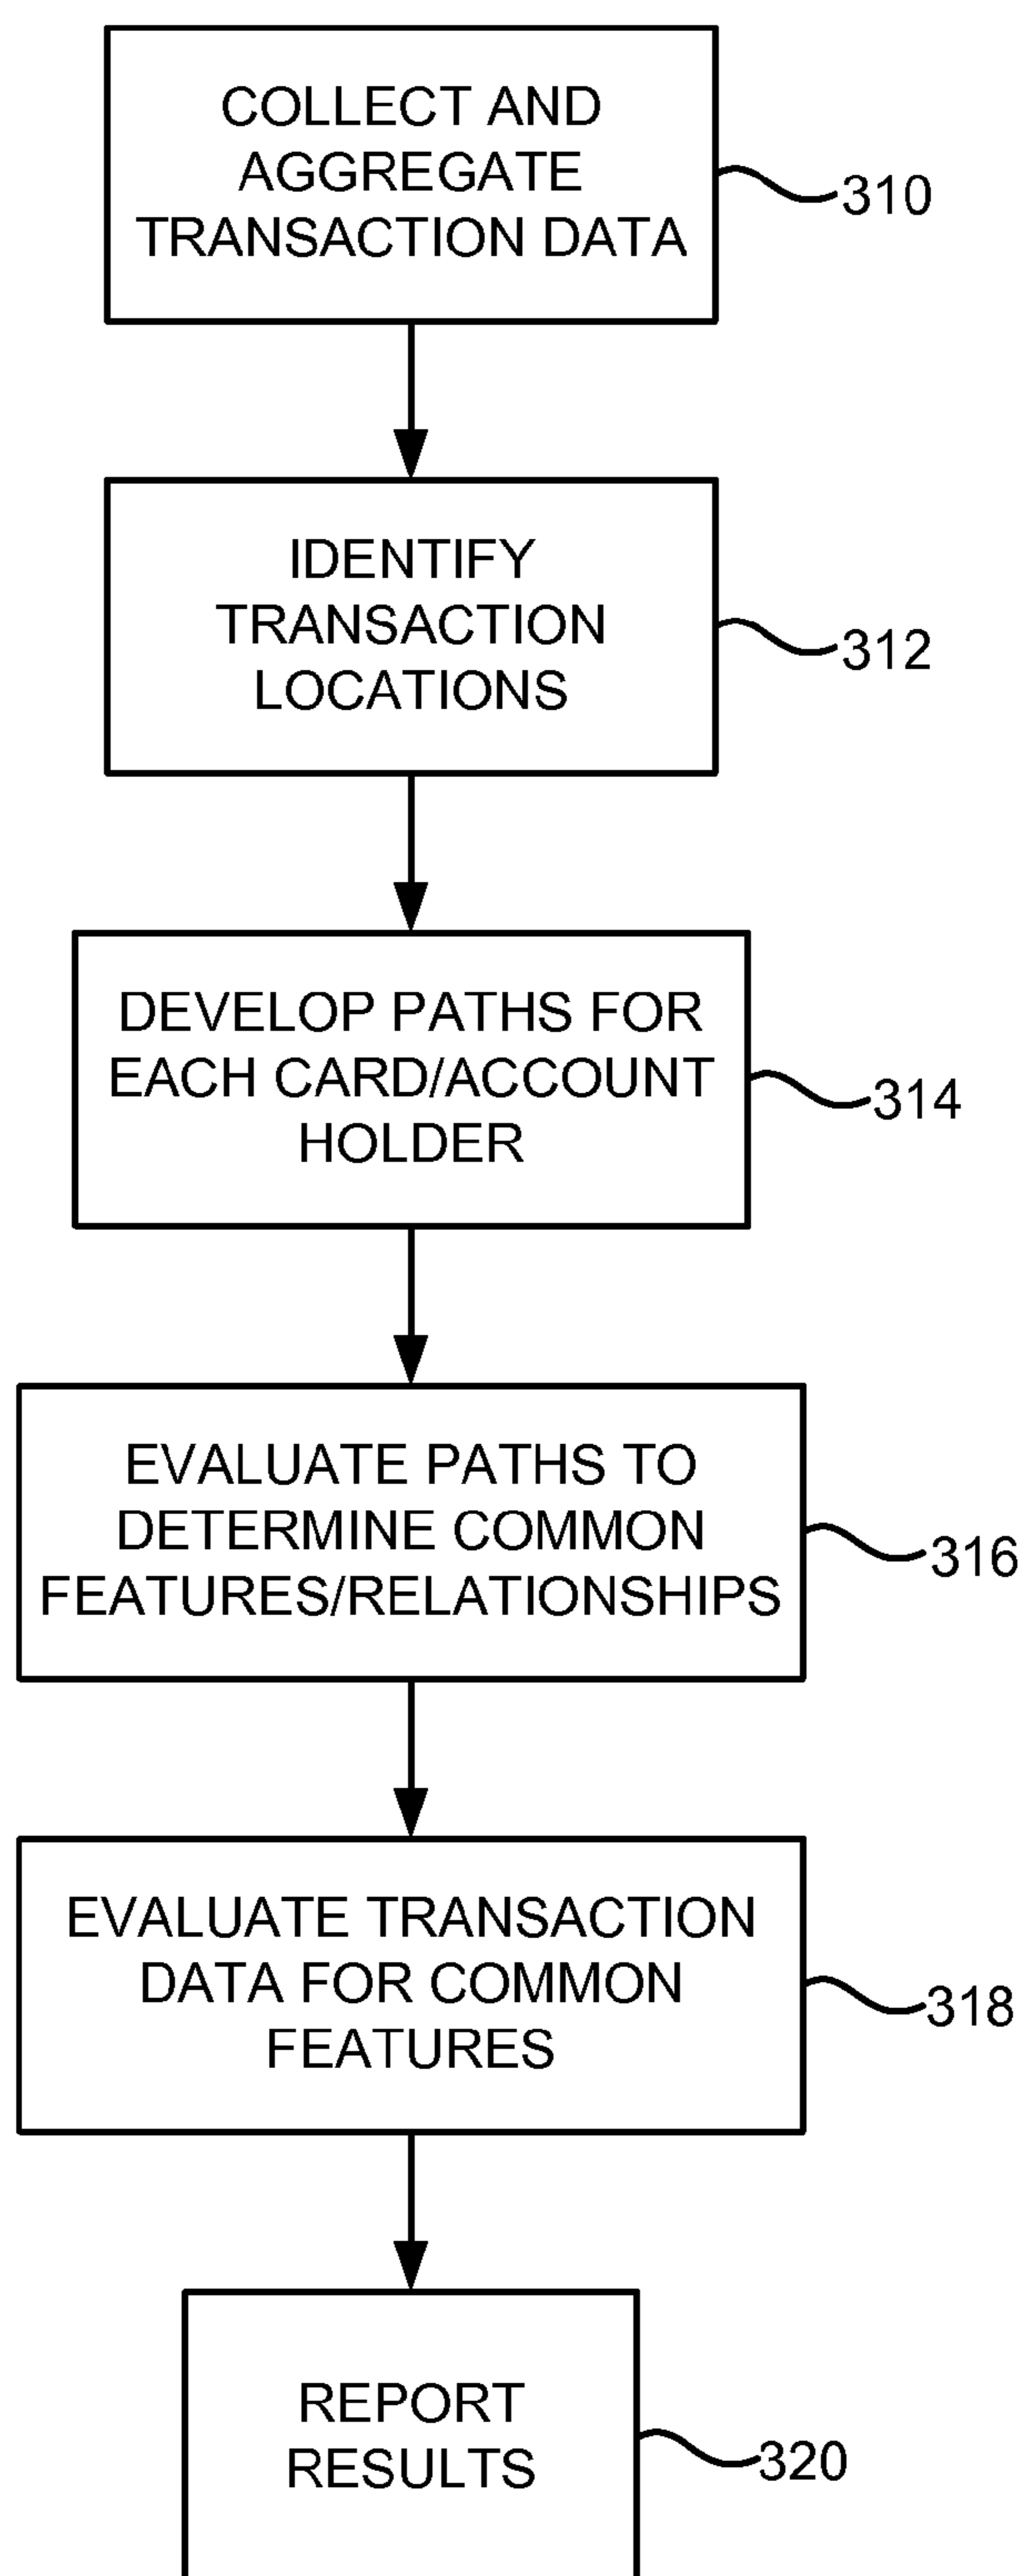 COLLECT AND
AGGREGATE
TRANSACTION DATA
310
IDENTIFY
TRANSACTION
LOCATIONS
312
DEVELOP PATHS FOR
EACH CARD/ACCOUNT
HOLDER
314
EVALUATE PATHS TO
DETERMINE COMMON
FEATURES/RELATIONSHIPS
316
EVALUATE TRANSACTION
DATA FOR COMMON
FEATURES
318
REPORT
RESULTS
320